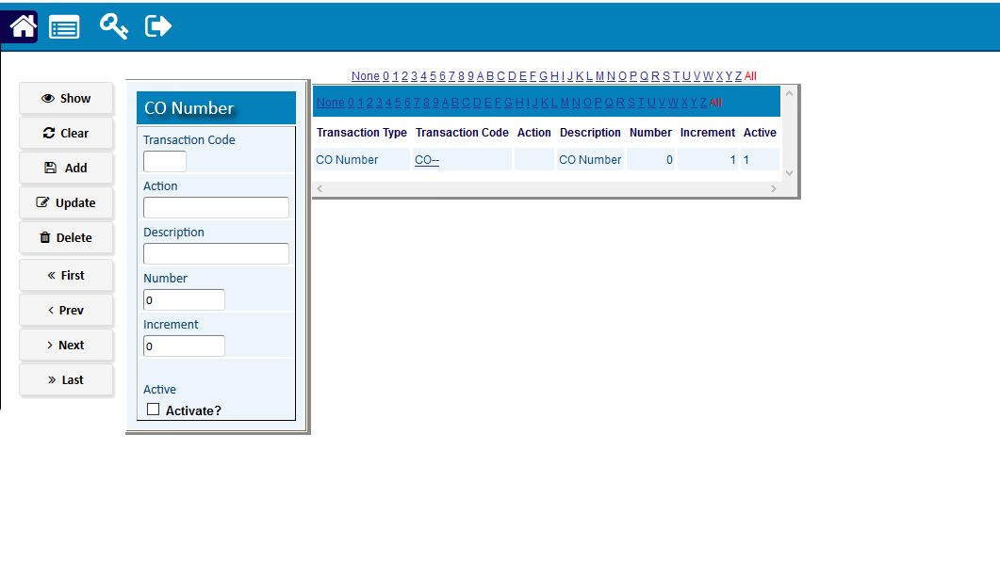 None 0 1 2 3 4 5 6 7 8 9 A B C D E F G H I J K L M N O P Q R S T U V W X Y Z All
Show
Clear
Add
Update
Delete
First
Prev
Next
Last
CO Number
Transaction Code
Action
Description
Number
0
Increment
0
Active
Activate?
None 0 1 2 3 4 5 6 7 8 9 A B C D E F G H I J K L M N O P Q R S T U V W X Y Z All
Transaction Type Transaction Code Action Description Number Increment Active
CO Number CO-- CO Number 0 1 1